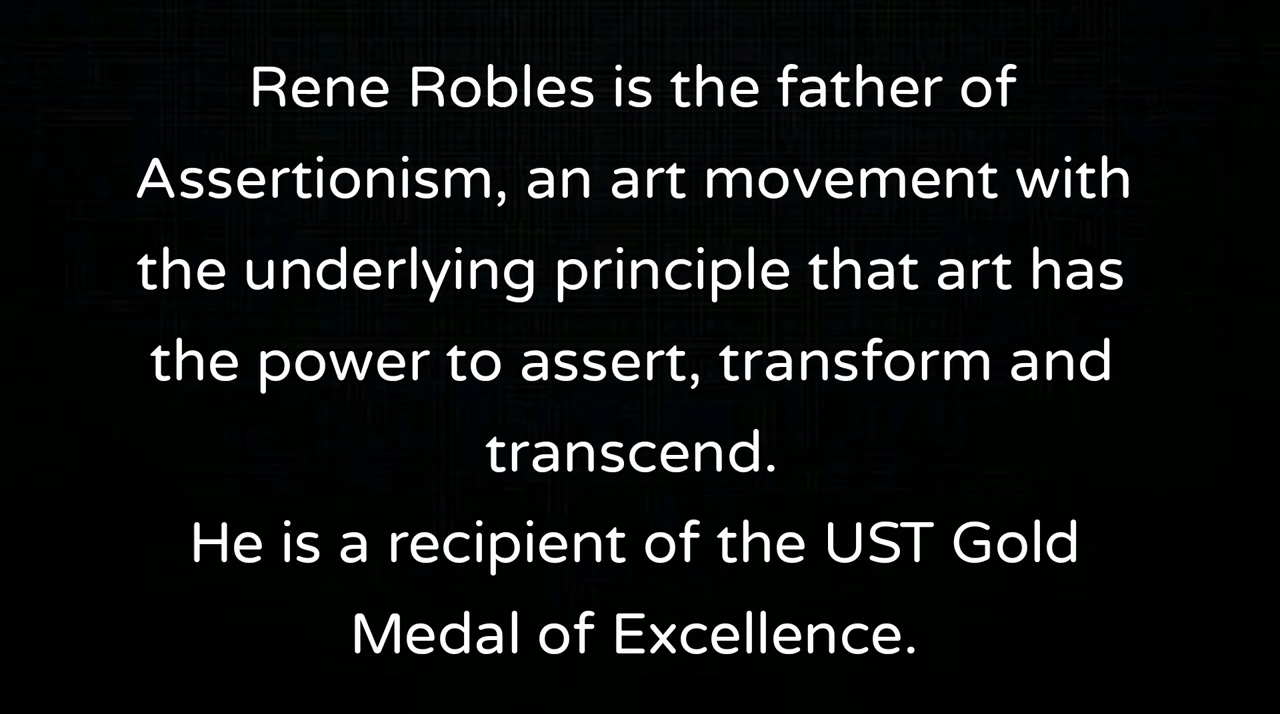 Rene Robles is the father of
Assertionism, an art movement with
the underlying principle that art has
the power to assert, transform and
transcend.
He is a recipient of the UST Gold
Medal of Excellence.